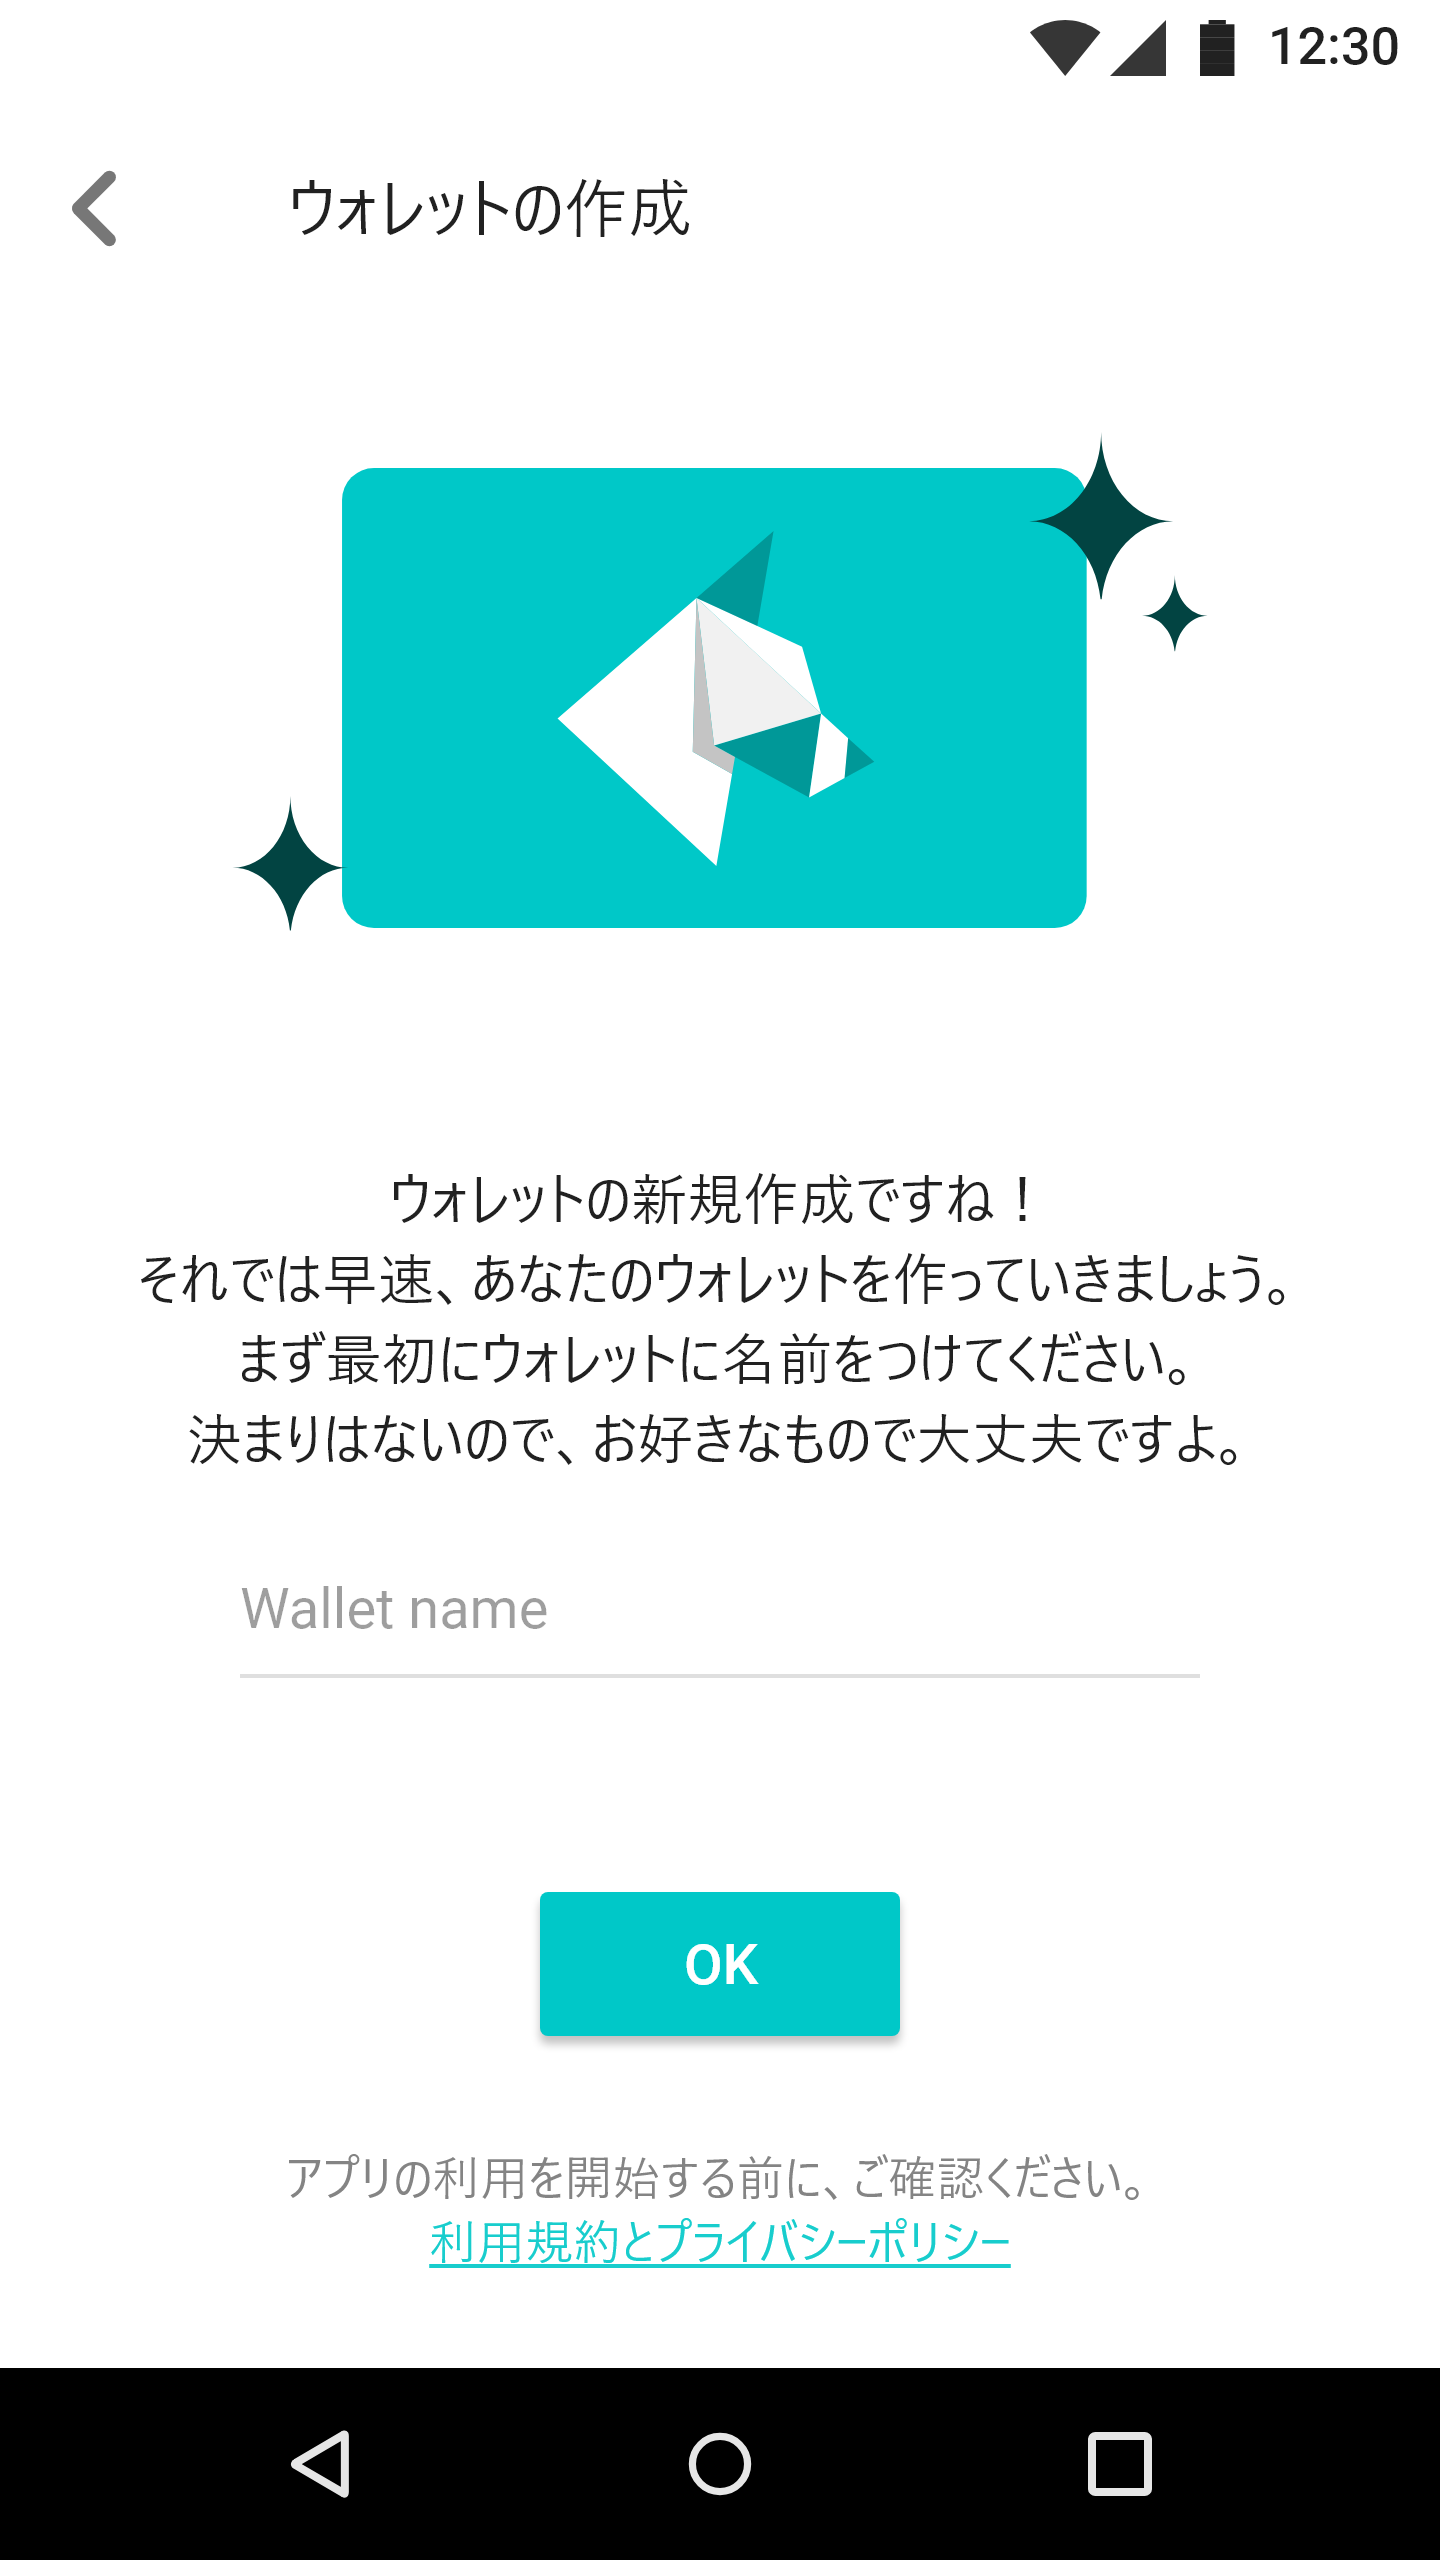 12:30
ウォレットの作成
ウォレットの新規作成ですね！
それでは早速、あなたのウォレットを作っていきましょう。
まず最初にウォレットに名前をつけてください。
決まりはないので、お好きなもので大丈夫ですよ。
Wallet name
OK
アプリの利用を開始する前に、ご確認ください。
利用規約とプライバシーポリシー